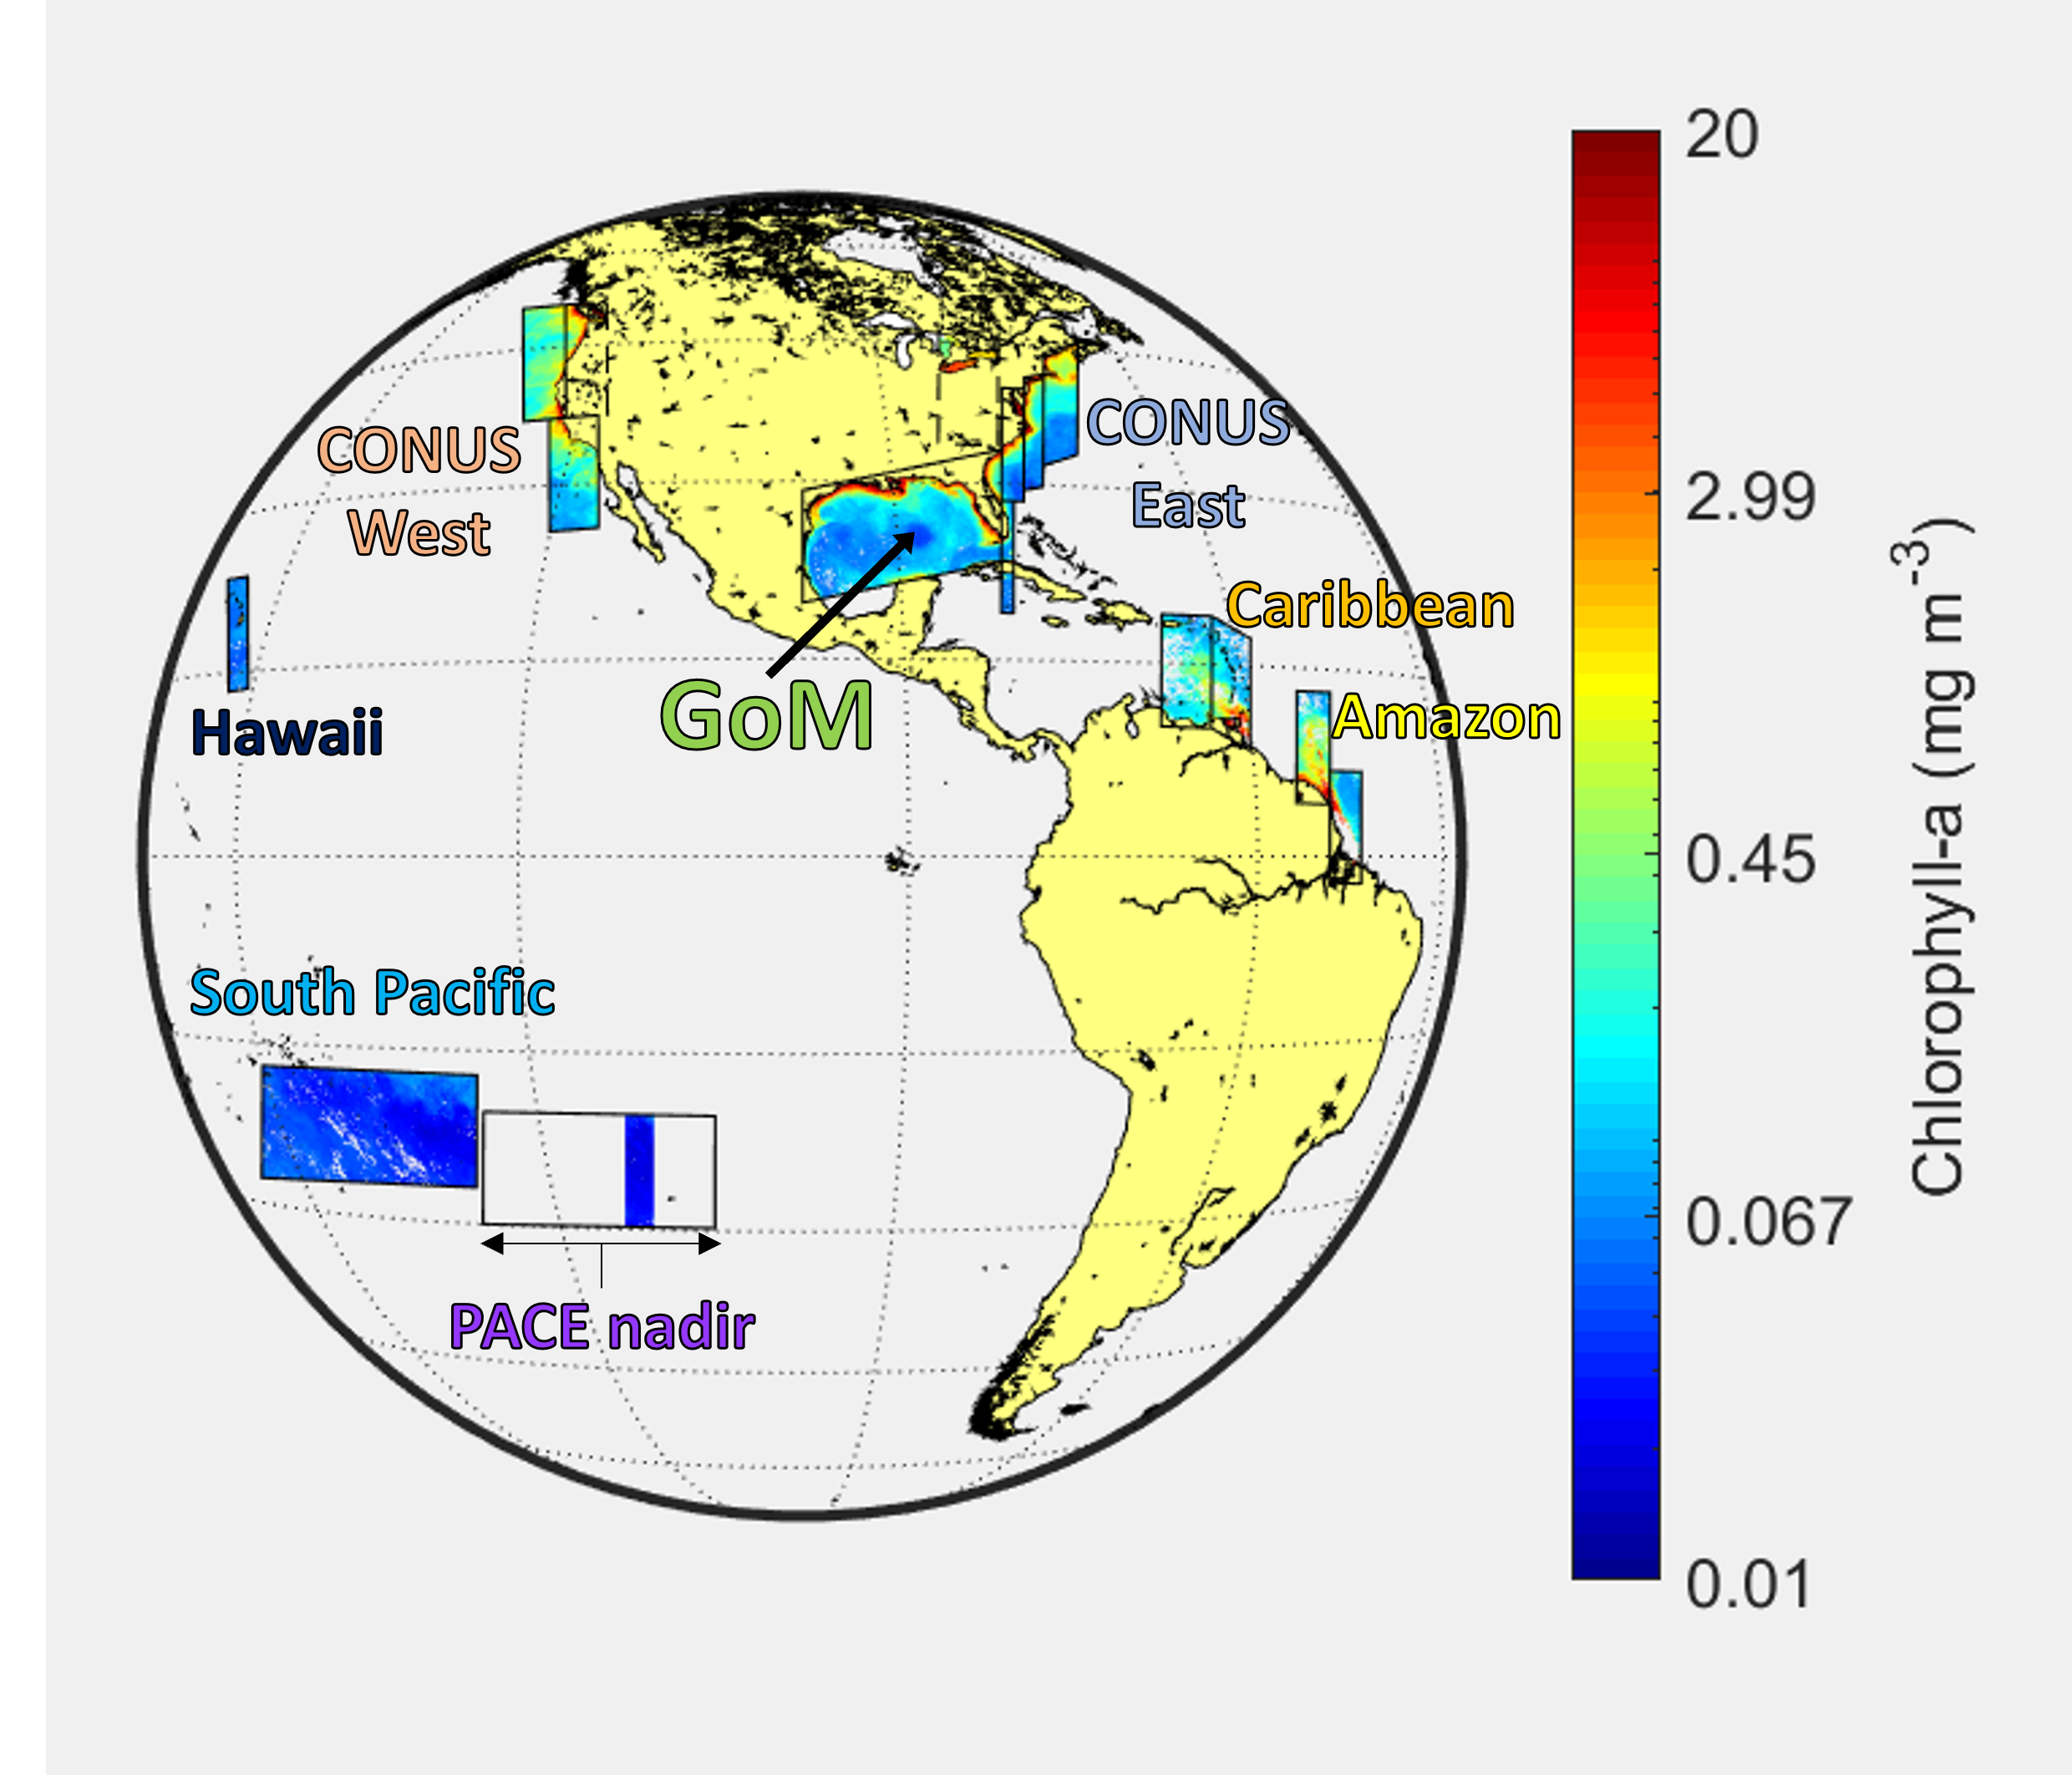 CONUS
West
CONUS
East
Hawaii
GoM
Caribbean
Amazon
South Pacific
PACE nadir
20
2.99
0.45
0.067
0.01
Chlorophyll-a (mg m⁻³)